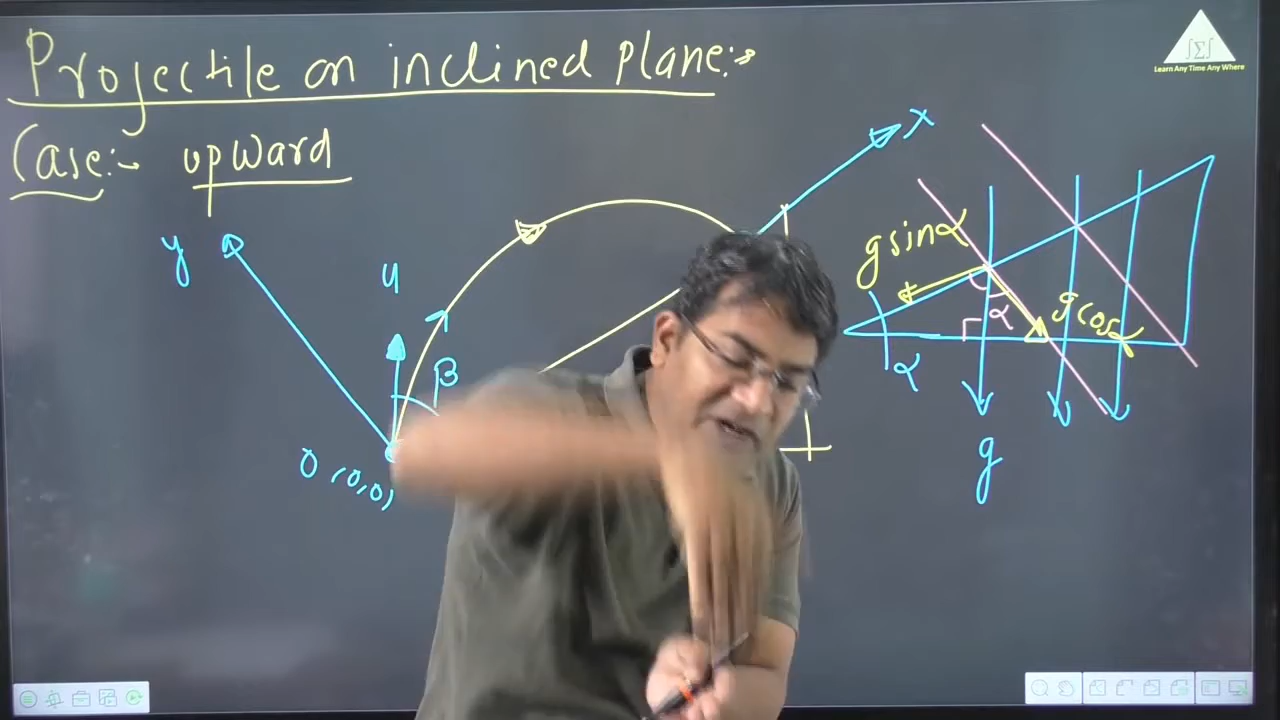 Projectile on inclined plane:-
Case:- upward
∫Σ∫
Learn Any Time Any Where
x
y
u
g sinα
β
α
g cosα
α
O (0,0)
g